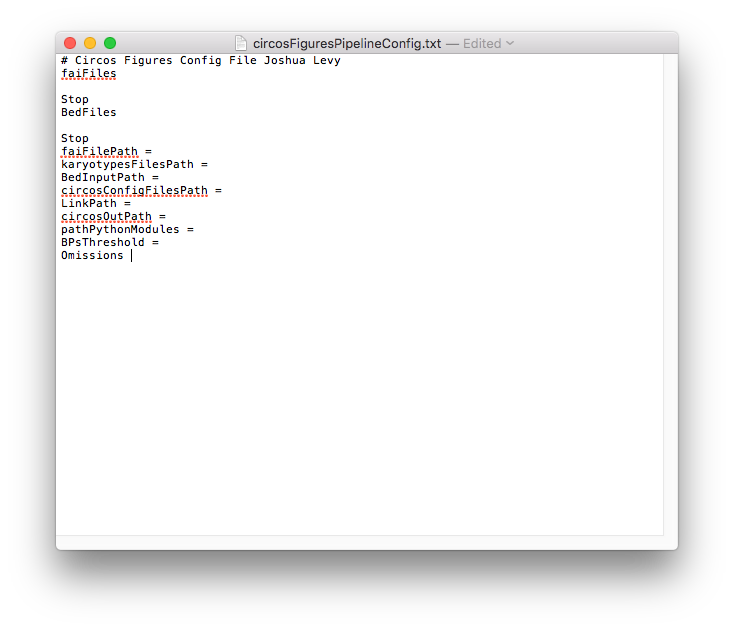 circosFiguresPipelineConfig.txt — Edited
# Circos Figures Config File Joshua Levy
faiFiles
Stop
BedFiles
Stop
faiFilePath =
karyotypesFilesPath =
BedInputPath =
circosConfigFilesPath =
LinkPath =
circosOutPath =
pathPythonModules =
BPsThreshold =
Omissions